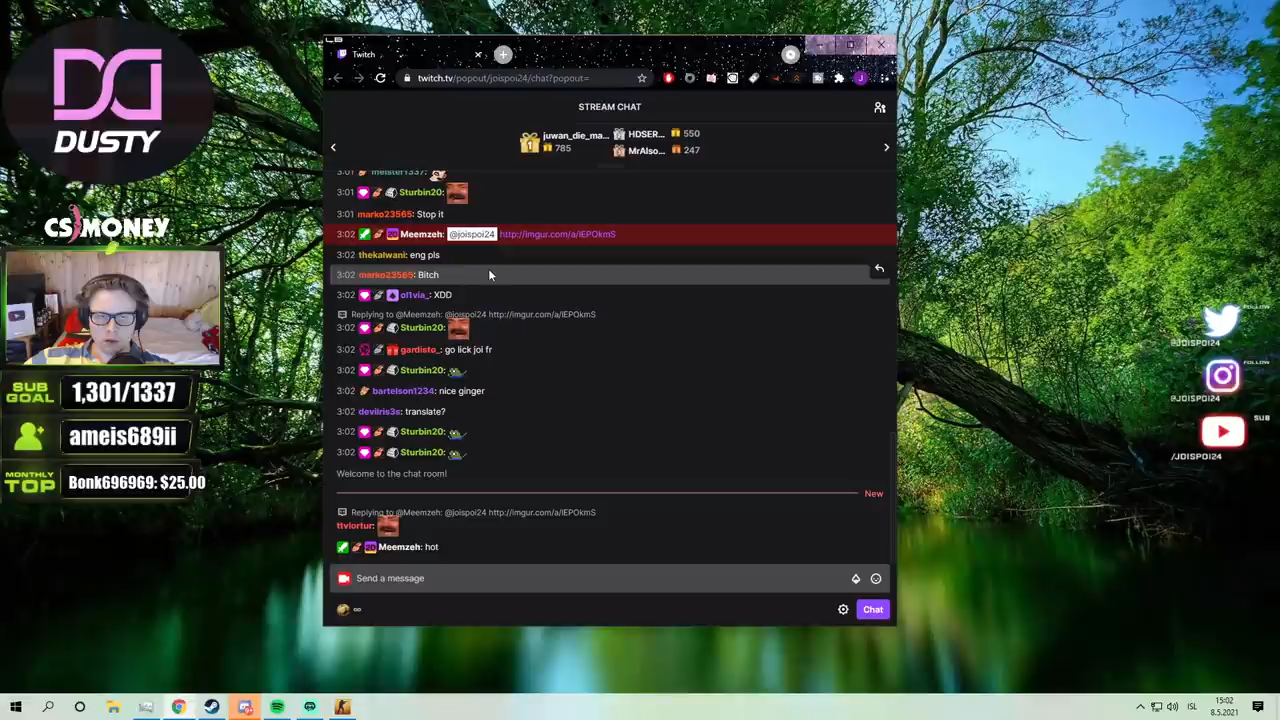 DUSTY
CS MONEY
SUB GOAL 1,301/1337
ameis689ii
MONTHLY TOP Bonk696969: $25.00
Twitch
twitch.tv/popout/joispoi24/chat?popout=
STREAM CHAT
1 juwan_die_ma... 785
HDSER... 550
MrAlso... 247
meister1337:
3:01 Sturbin20:
3:01 marko23565: Stop it
3:02 Meemzeh: @joispoi24 http://imgur.com/a/lEPOkmS
3:02 thekalwani: eng pls
3:02 marko23565: Bitch
3:02 ol1via_: XDD
Replying to @Meemzeh: @joispoi24 http://imgur.com/a/lEPOkmS
3:02 Sturbin20:
3:02 gardisto_: go lick joi fr
3:02 Sturbin20:
3:02 bartelson1234: nice ginger
3:02 devilris3s: translate?
3:02 Sturbin20:
3:02 Sturbin20:
Welcome to the chat room!
New
Replying to @Meemzeh: @joispoi24 http://imgur.com/a/lEPOkmS
ttvlortur:
Meemzeh: hot
Send a message
Chat
FOLLOW
@JOISPOI24
FOLLOW
@JOISPOI24
SUB
/JOISPOI24
ISL
15:02
8.5.2021